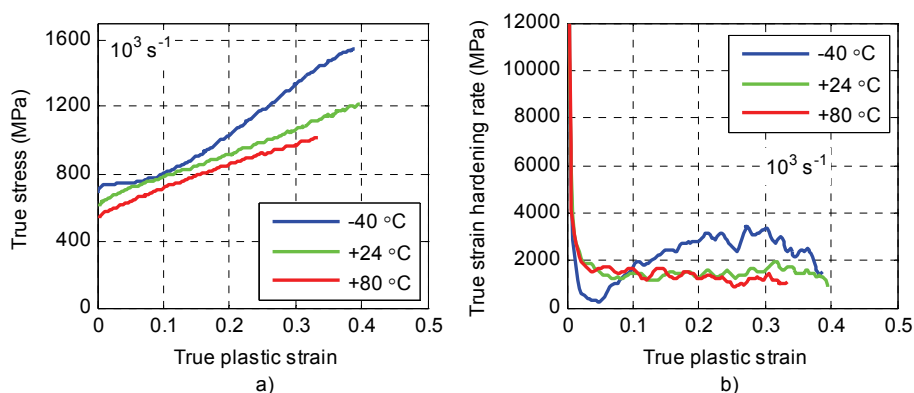 1600
1200
800
400
0
0
0.1
0.2
0.3
0.4
0.5
10³ s⁻¹
-40 °C
+24 °C
+80 °C
True stress (MPa)
True plastic strain
a)
12000
10000
8000
6000
4000
2000
0
0
0.1
0.2
0.3
0.4
0.5
-40 °C
+24 °C
+80 °C
10³ s⁻¹
True strain hardening rate (MPa)
True plastic strain
b)